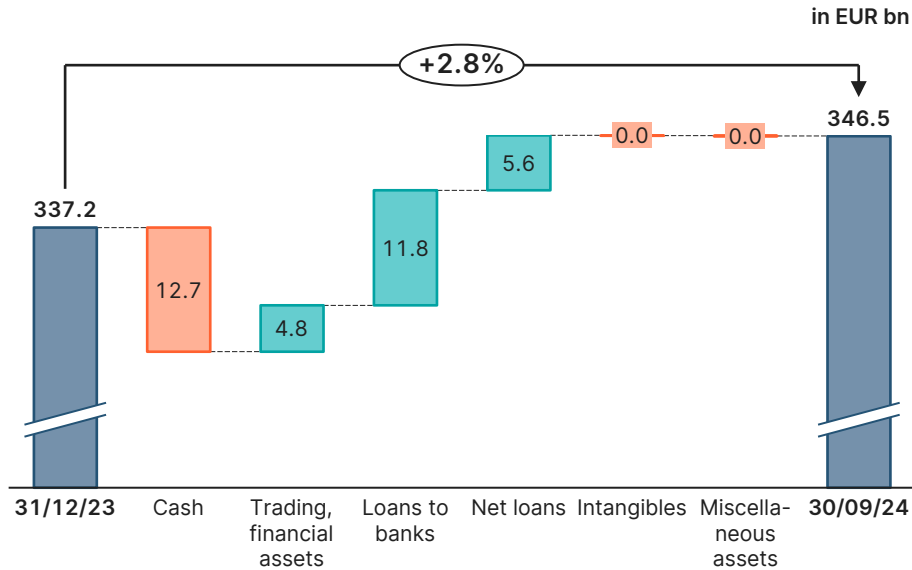 in EUR bn
+2.8%
346.5
0.0
0.0
5.6
337.2
11.8
12.7
4.8
31/12/23
Cash
Trading,
financial
assets
Loans to
banks
Net loans
Intangibles
Miscella-
neous
assets
30/09/24